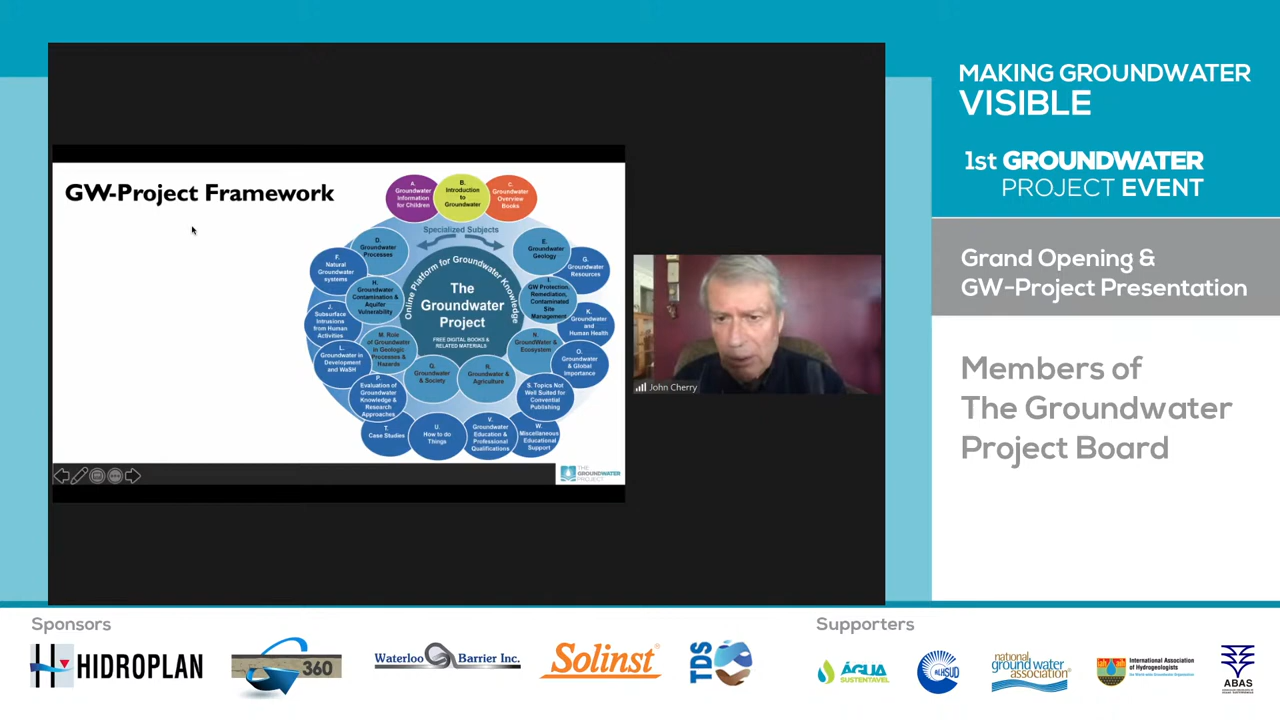 MAKING GROUNDWATER
VISIBLE
1st GROUNDWATER
PROJECT EVENT
Grand Opening &
GW-Project Presentation
Members of
The Groundwater
Project Board
GW-Project Framework
A.
Groundwater
Information
for Children
B.
Introduction
to
Groundwater
C.
Groundwater
Overview
Books
Specialized Subjects
D.
Groundwater
Processes
E.
Groundwater
Geology
F.
Natural
Groundwater
systems
G.
Groundwater
Resources
H.
Groundwater
Contamination &
Aquifer
Vulnerability
I.
GW Protection,
Remediation,
Contaminated
Site
Management
J.
Subsurface
Intrusions
from Human
Activities
K.
Groundwater
and
Human Health
L.
Groundwater in
Development
and WaSH
M. Role
of Groundwater
in Geologic
Processes &
Hazards
N.
GroundWater &
Ecosystem
O.
Groundwater
& Global
Importance
P.
Evaluation of
Groundwater
Knowledge &
Research
Approaches
Q.
Groundwater
& Society
R.
Groundwater &
Agriculture
S. Topics Not
Well Suited for
Convential
Publishing
T.
Case Studies
U.
How to do
Things
V.
Groundwater
Education &
Professional
Qualifications
W.
Miscellaneous
Educational
Support
Online Platform for Groundwater Knowledge
The
Groundwater
Project
FREE DIGITAL BOOKS &
RELATED MATERIALS
THE
GROUNDWATER
PROJECT
John Cherry
Sponsors
HIDROPLAN
360
Waterloo Barrier Inc.
Solinst
TDS
Supporters
ÁGUA
SUSTENTÁVEL
ALHSUD
national
ground water
association
International Association
of Hydrogeologists
ABAS